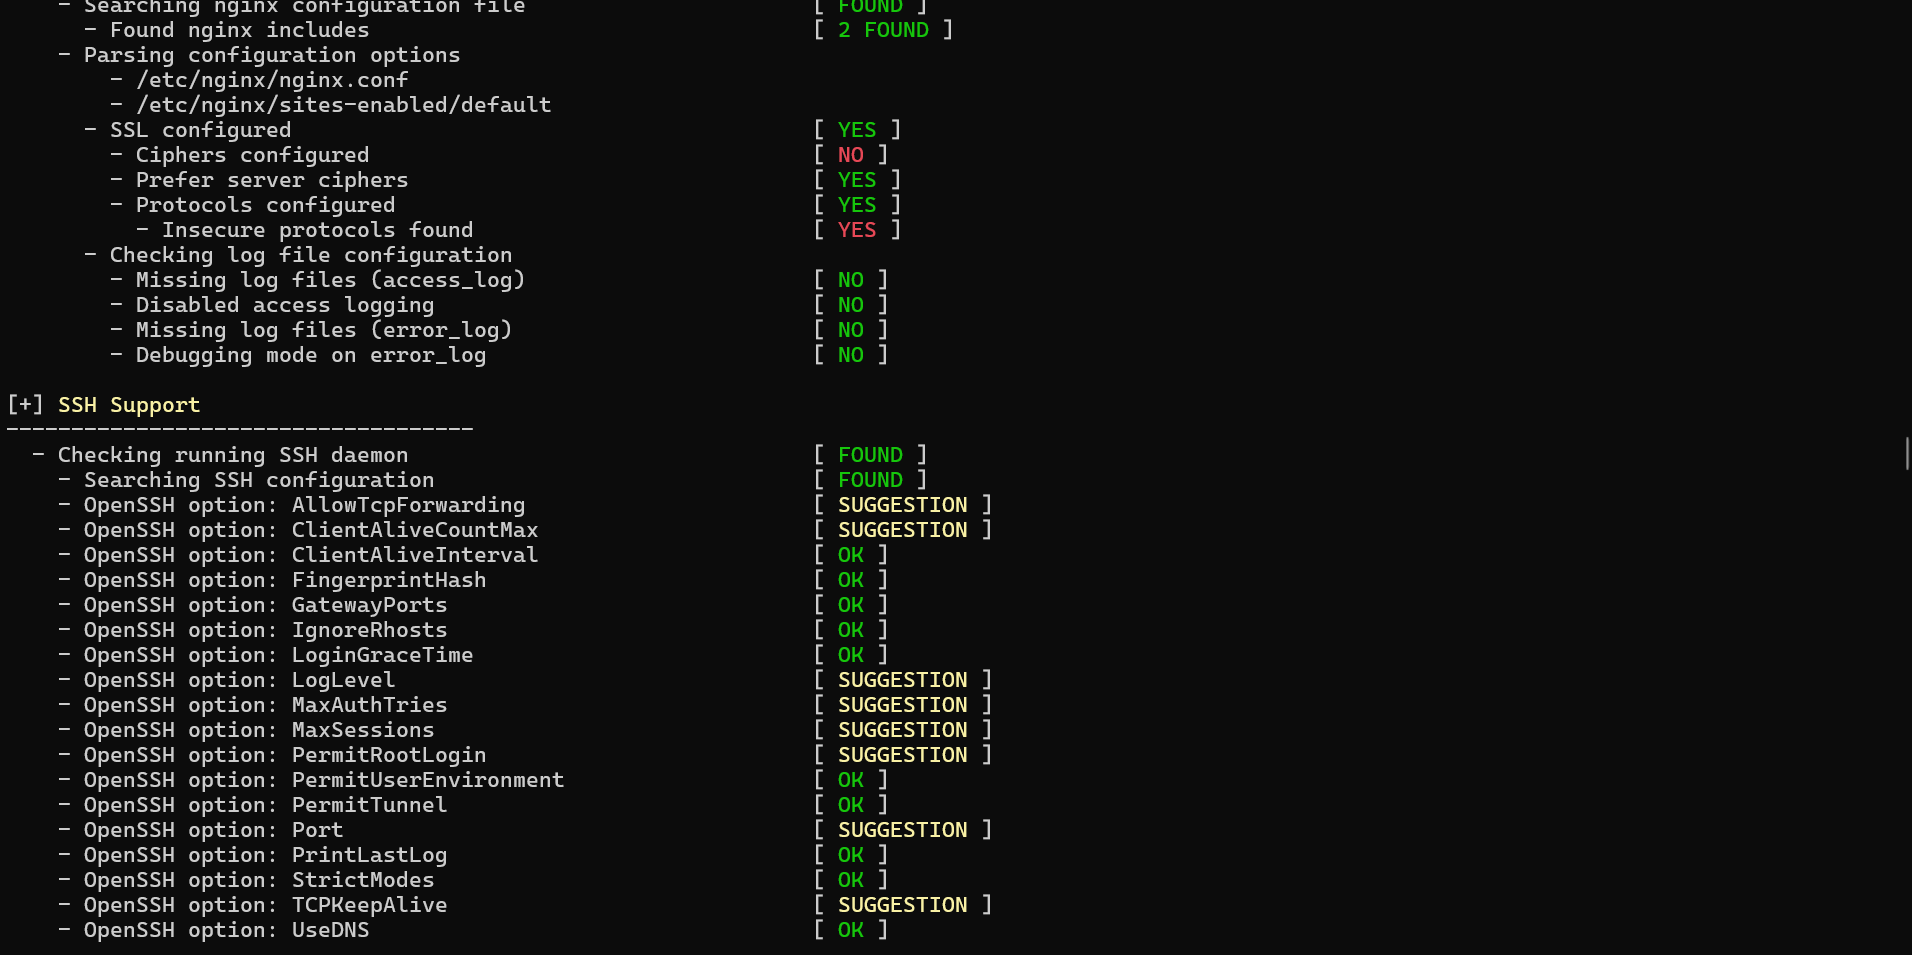 - Searching nginx configuration file [ FOUND ]
- Found nginx includes [ 2 FOUND ]
- Parsing configuration options
- /etc/nginx/nginx.conf
- /etc/nginx/sites-enabled/default
- SSL configured [ YES ]
- Ciphers configured [ NO ]
- Prefer server ciphers [ YES ]
- Protocols configured [ YES ]
- Insecure protocols found [ YES ]
- Checking log file configuration
- Missing log files (access_log) [ NO ]
- Disabled access logging [ NO ]
- Missing log files (error_log) [ NO ]
- Debugging mode on error_log [ NO ]
[+] SSH Support
------------------------------------
- Checking running SSH daemon [ FOUND ]
- Searching SSH configuration [ FOUND ]
- OpenSSH option: AllowTcpForwarding [ SUGGESTION ]
- OpenSSH option: ClientAliveCountMax [ SUGGESTION ]
- OpenSSH option: ClientAliveInterval [ OK ]
- OpenSSH option: FingerprintHash [ OK ]
- OpenSSH option: GatewayPorts [ OK ]
- OpenSSH option: IgnoreRhosts [ OK ]
- OpenSSH option: LoginGraceTime [ OK ]
- OpenSSH option: LogLevel [ SUGGESTION ]
- OpenSSH option: MaxAuthTries [ SUGGESTION ]
- OpenSSH option: MaxSessions [ SUGGESTION ]
- OpenSSH option: PermitRootLogin [ SUGGESTION ]
- OpenSSH option: PermitUserEnvironment [ OK ]
- OpenSSH option: PermitTunnel [ OK ]
- OpenSSH option: Port [ SUGGESTION ]
- OpenSSH option: PrintLastLog [ OK ]
- OpenSSH option: StrictModes [ OK ]
- OpenSSH option: TCPKeepAlive [ SUGGESTION ]
- OpenSSH option: UseDNS [ OK ]